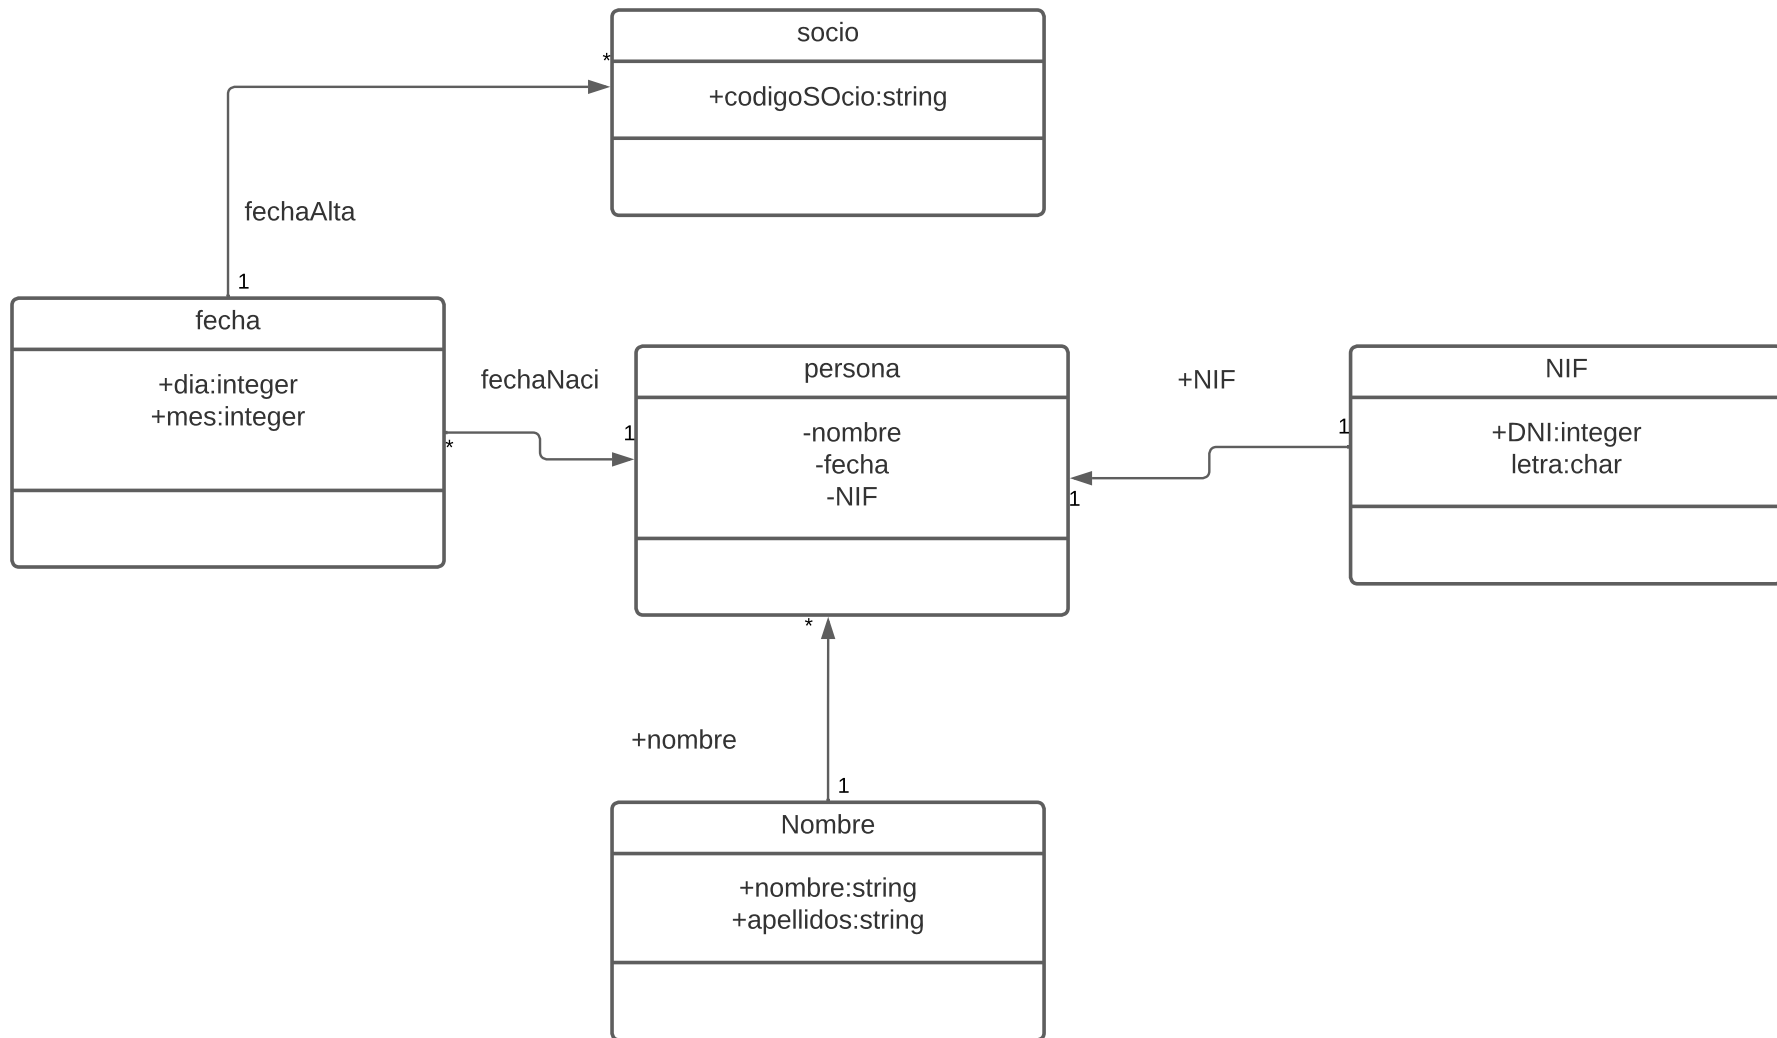 socio
*
+codigoSOcio:string
fechaAlta
1
fecha
+dia:integer
+mes:integer
fechaNaci
*
1
persona
-nombre
-fecha
-NIF
+NIF
1
1
NIF
+DNI:integer
letra:char
*
+nombre
1
Nombre
+nombre:string
+apellidos:string